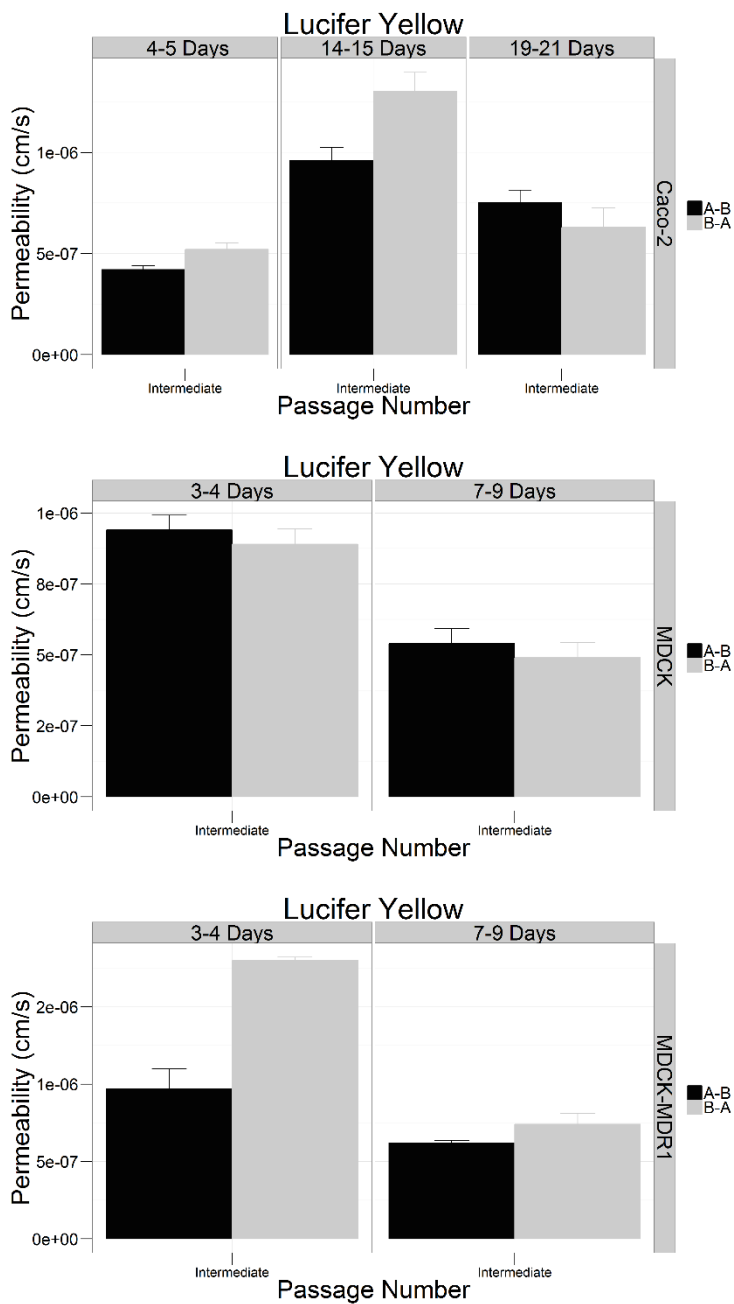 Lucifer Yellow
4-5 Days 14-15 Days 19-21 Days
Permeability (cm/s)
1e-06
5e-07
0e+00
Caco-2
A-B
B-A
Intermediate Intermediate Intermediate
Passage Number
Lucifer Yellow
3-4 Days 7-9 Days
Permeability (cm/s)
1e-06
8e-07
5e-07
2e-07
0e+00
MDCK
A-B
B-A
Intermediate Intermediate
Passage Number
Lucifer Yellow
3-4 Days 7-9 Days
Permeability (cm/s)
2e-06
1e-06
5e-07
0e+00
MDCK-MDR1
A-B
B-A
Intermediate Intermediate
Passage Number